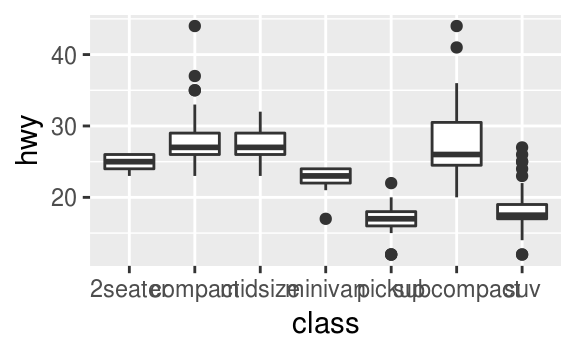 hwy
40
30
20
2seater compact midsize minivan pickup subcompact suv
class